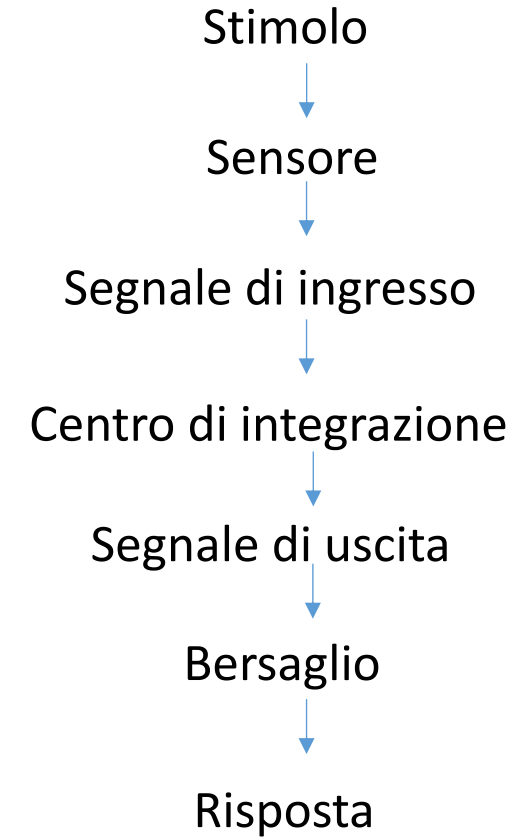 Stimolo
Sensore
Segnale di ingresso
Centro di integrazione
Segnale di uscita
Bersaglio
Risposta